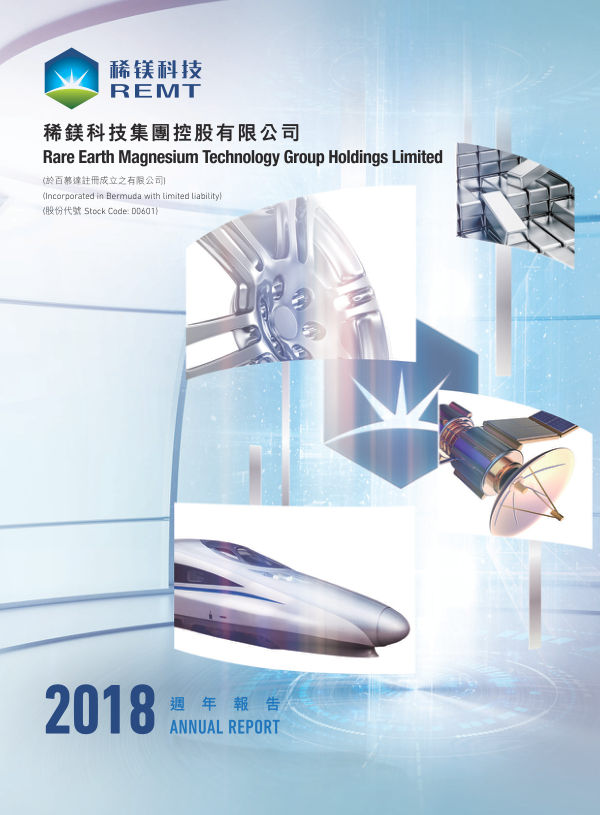 稀镁科技
REMT
稀鎂科技集團控股有限公司
Rare Earth Magnesium Technology Group Holdings Limited
(於百慕達註冊成立之有限公司)
(Incorporated in Bermuda with limited liability)
(股份代號 Stock Code: 00601)
2018 週年報告
ANNUAL REPORT